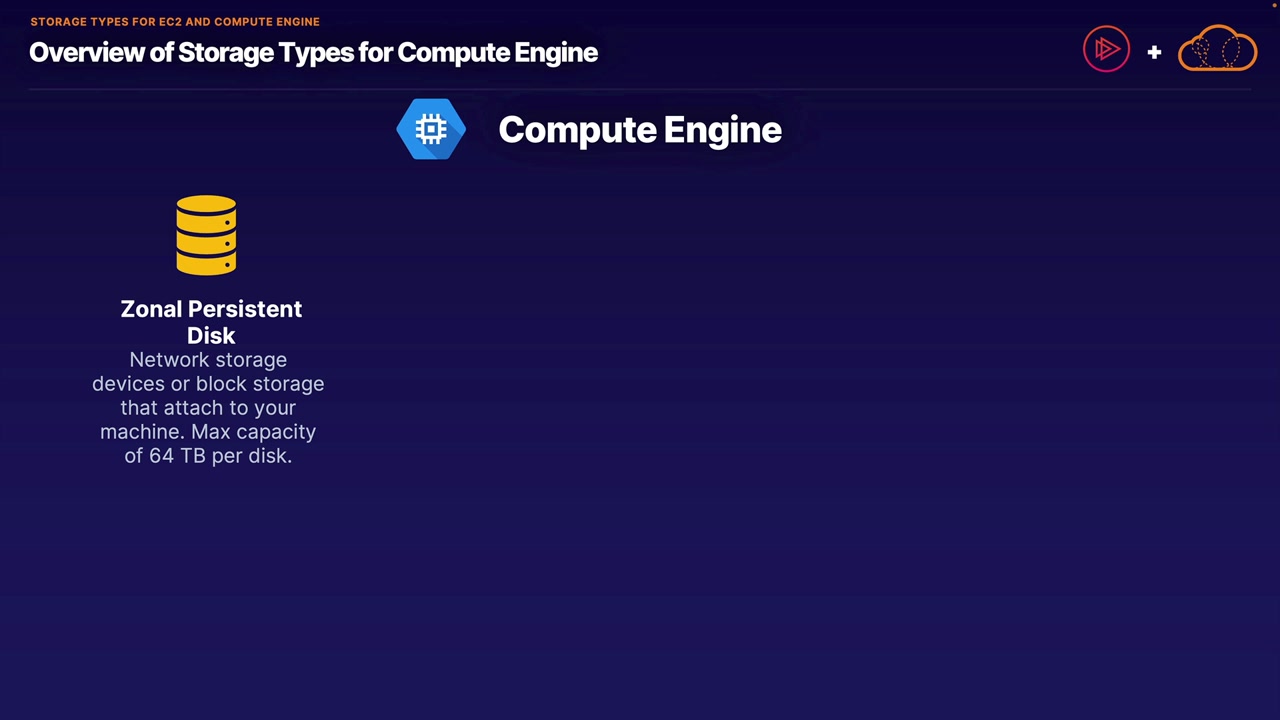 STORAGE TYPES FOR EC2 AND COMPUTE ENGINE
Overview of Storage Types for Compute Engine
Compute Engine
Zonal Persistent
Disk
Network storage
devices or block storage
that attach to your
machine. Max capacity
of 64 TB per disk.